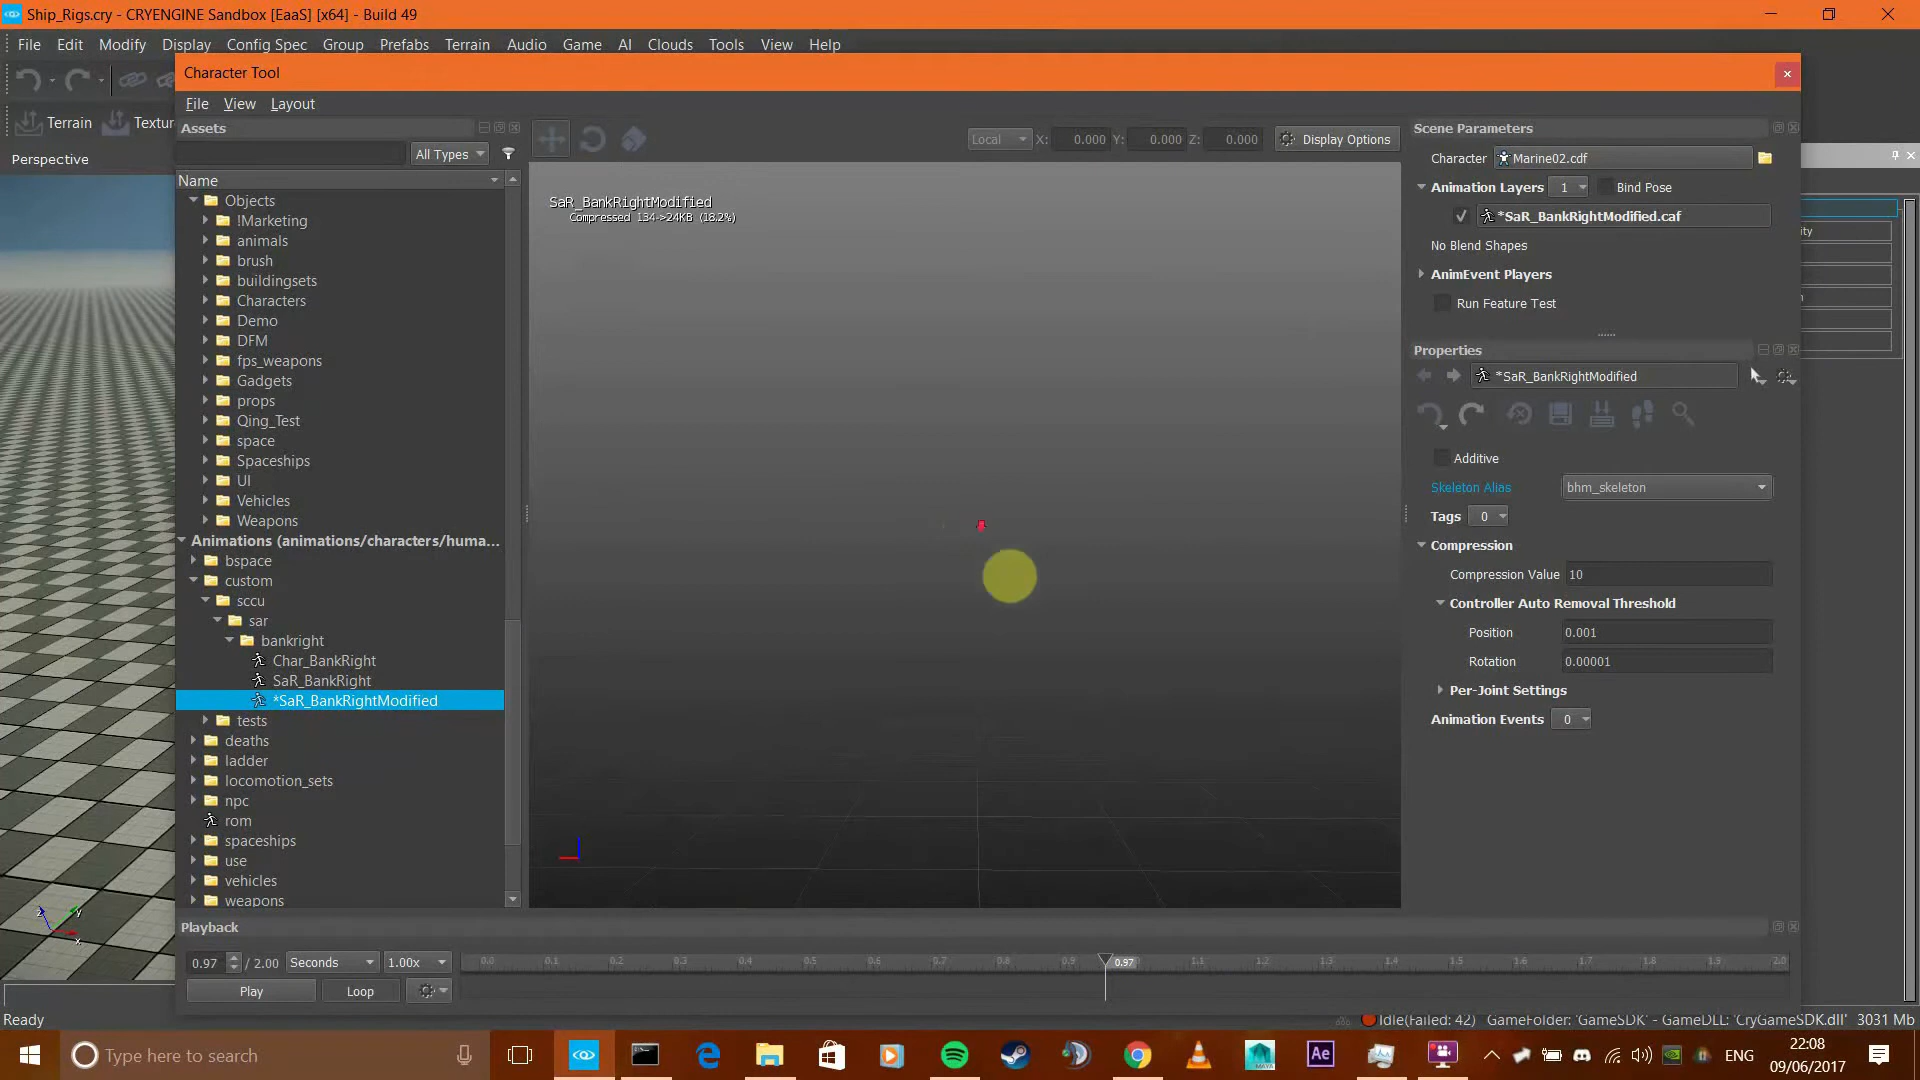 Ship_Rigs.cry - CRYENGINE Sandbox [EaaS] [x64] - Build 49
File Edit Modify Display Config Spec Group Prefabs Terrain Audio Game AI Clouds Tools View Help
Character Tool
File View Layout
Terrain Textur
Perspective
Assets
All Types
Name
Objects
!Marketing
animals
brush
buildingsets
Characters
Demo
DFM
fps_weapons
Gadgets
props
Qing_Test
space
Spaceships
UI
Vehicles
Weapons
Animations (animations/characters/huma...
bspace
custom
sccu
sar
bankright
Char_BankRight
SaR_BankRight
*SaR_BankRightModified
tests
deaths
ladder
locomotion_sets
npc
rom
spaceships
use
vehicles
weapons
Local X: 0.000 Y: 0.000 Z: 0.000 Display Options
SaR_BankRightModified
Compressed 134->24KB (18.2%)
z y x
Scene Parameters
Character Marine02.cdf
Animation Layers 1 Bind Pose
*SaR_BankRightModified.caf
No Blend Shapes
AnimEvent Players
Run Feature Test
ity
Properties
*SaR_BankRightModified
Additive
Skeleton Alias bhm_skeleton
Tags 0
Compression
Compression Value 10
Controller Auto Removal Threshold
Position 0.001
Rotation 0.00001
Per-Joint Settings
Animation Events 0
Playback
0.97 / 2.00 Seconds 1.00x
0.0 0.1 0.2 0.3 0.4 0.5 0.6 0.7 0.8 0.9 0.97 1.1 1.2 1.3 1.4 1.5 1.6 1.7 1.8 1.9 2.0
Play Loop
Ready
Idle(Failed: 42) GameFolder: 'GameSDK' - GameDLL: 'CryGameSDK.dll' 3031 Mb
Type here to search
Ae
ENG
22:08
09/06/2017